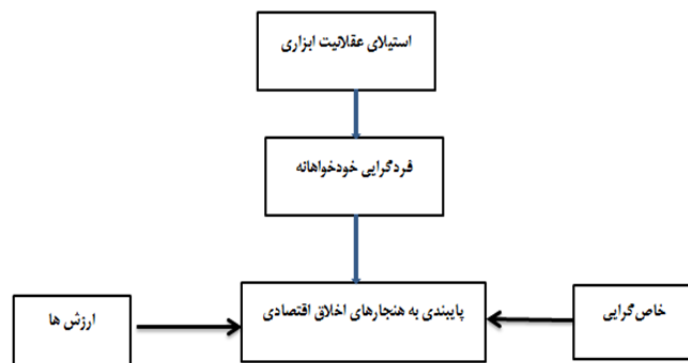 استیلای عقلانیت ابزاری
فردگرایی خودخواهانه
پایبندی به هنجارهای اخلاق اقتصادی
خاص گرایی
ارزش ها